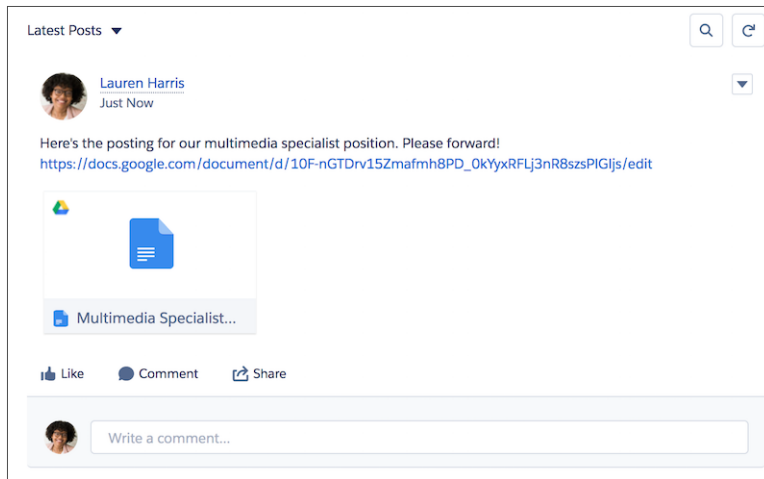 Latest Posts
Lauren Harris
Just Now
Here's the posting for our multimedia specialist position. Please forward!
https://docs.google.com/document/d/10F-nGTDrv15Zmafmh8PD_0kYyxRFLj3nR8szsPlGljs/edit
Multimedia Specialist...
Like
Comment
Share
Write a comment...